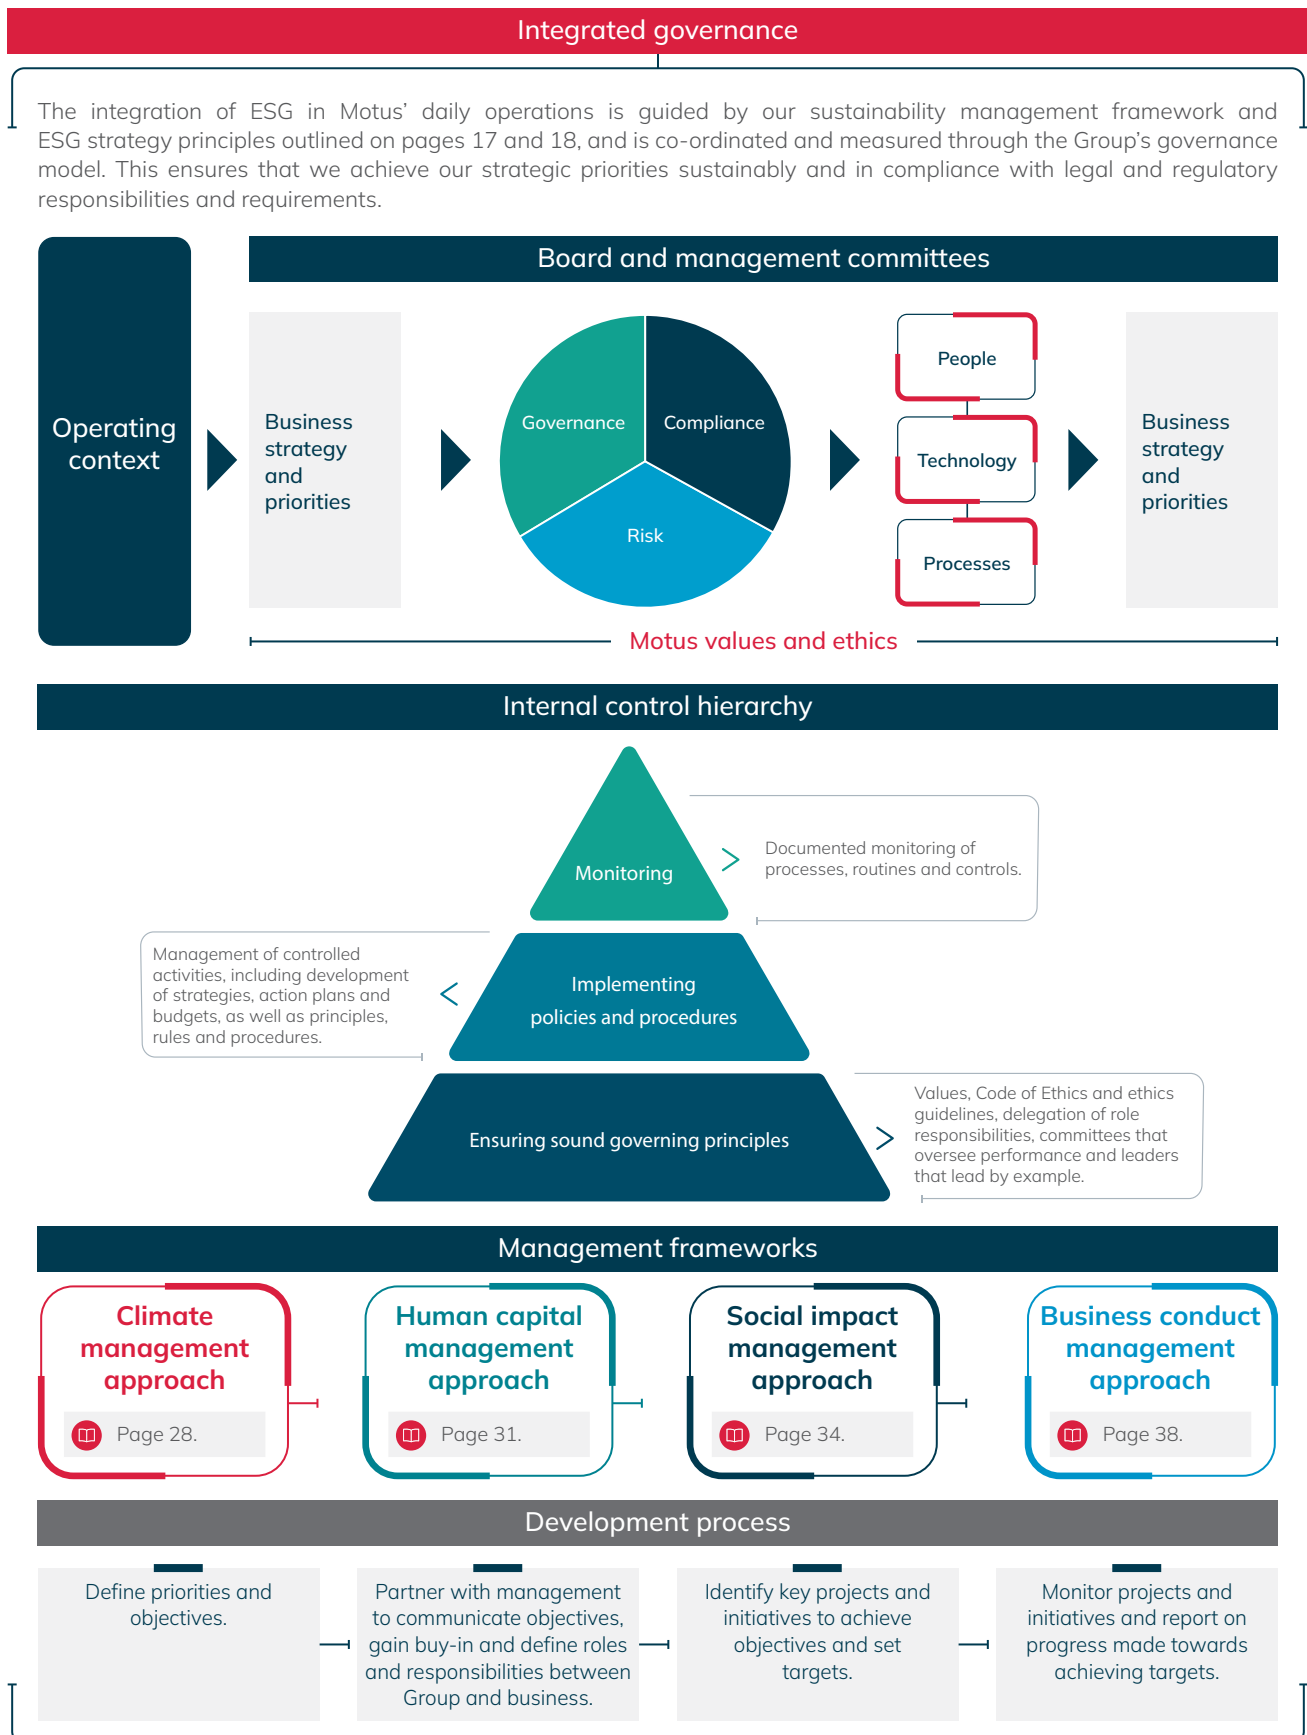 Integrated governance
The integration of ESG in Motus' daily operations is guided by our sustainability management framework and
ESG strategy principles outlined on pages 17 and 18, and is co-ordinated and measured through the Group's governance
model. This ensures that we achieve our strategic priorities sustainably and in compliance with legal and regulatory
responsibilities and requirements.
Operating
context
Board and management committees
Business
strategy
and
priorities
Governance
Compliance
Risk
People
Technology
Processes
Business
strategy
and
priorities
Motus values and ethics
Internal control hierarchy
Monitoring
Documented monitoring of
processes, routines and controls.
Management of controlled
activities, including development
of strategies, action plans and
budgets, as well as principles,
rules and procedures.
Implementing
policies and procedures
Ensuring sound governing principles
Values, Code of Ethics and ethics
guidelines, delegation of role
responsibilities, committees that
oversee performance and leaders
that lead by example.
Management frameworks
Climate
management
approach
Page 28.
Human capital
management
approach
Page 31.
Social impact
management
approach
Page 34.
Business conduct
management
approach
Page 38.
Development process
Define priorities and
objectives.
Partner with management
to communicate objectives,
gain buy-in and define roles
and responsibilities between
Group and business.
Identify key projects and
initiatives to achieve
objectives and set
targets.
Monitor projects and
initiatives and report on
progress made towards
achieving targets.